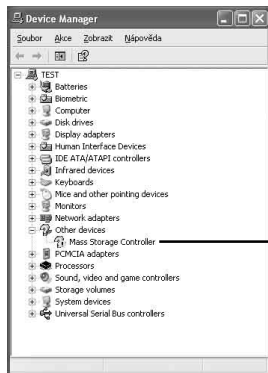 Device Manager
Soubor Akce Zobrazit Nápověda
TEST
Batteries
Biometric
Computer
Disk drives
Display adapters
Human Interface Devices
IDE ATA/ATAPI controllers
Infrared devices
Keyboards
Mice and other pointing devices
Monitors
Network adapters
Other devices
Mass Storage Controller
PCMCIA adapters
Processors
Sound, video and game controllers
Storage volumes
System devices
Universal Serial Bus controllers